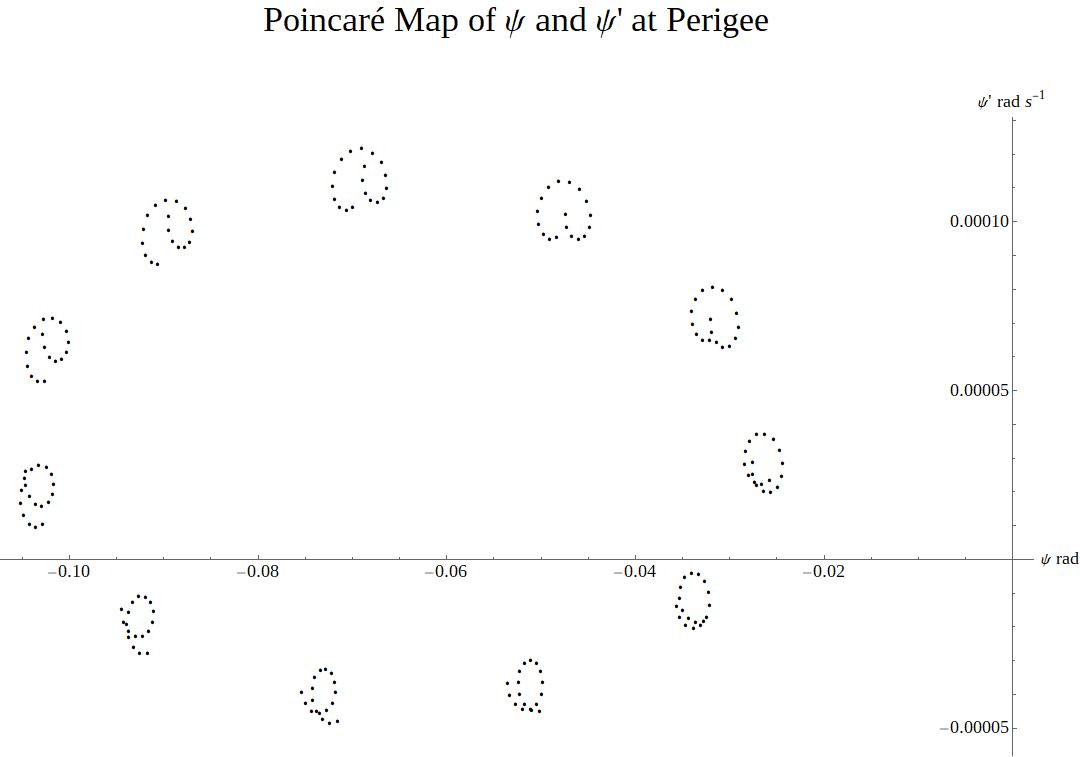 Poincaré Map of ψ and ψ' at Perigee
ψ' rad s⁻¹
0.00010
0.00005
−0.10 −0.08 −0.06 −0.04 −0.02 ψ rad
−0.00005